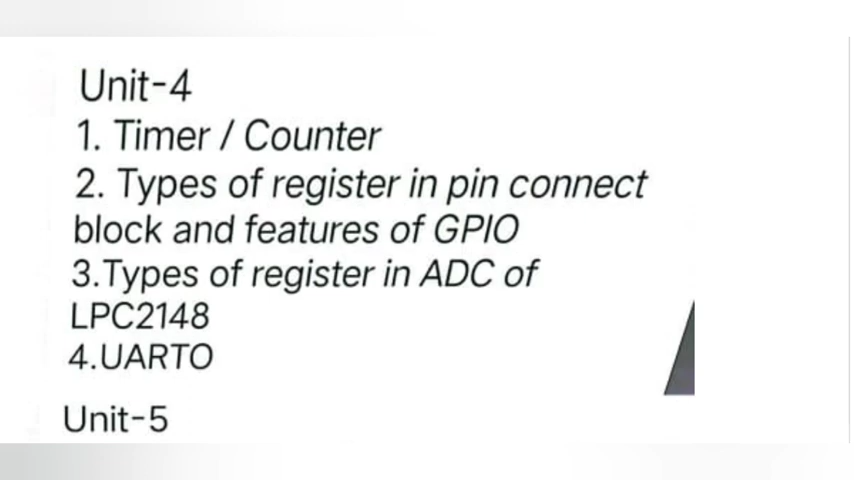 Unit-4
1. Timer / Counter
2. Types of register in pin connect
block and features of GPIO
3.Types of register in ADC of
LPC2148
4.UARTO
Unit-5